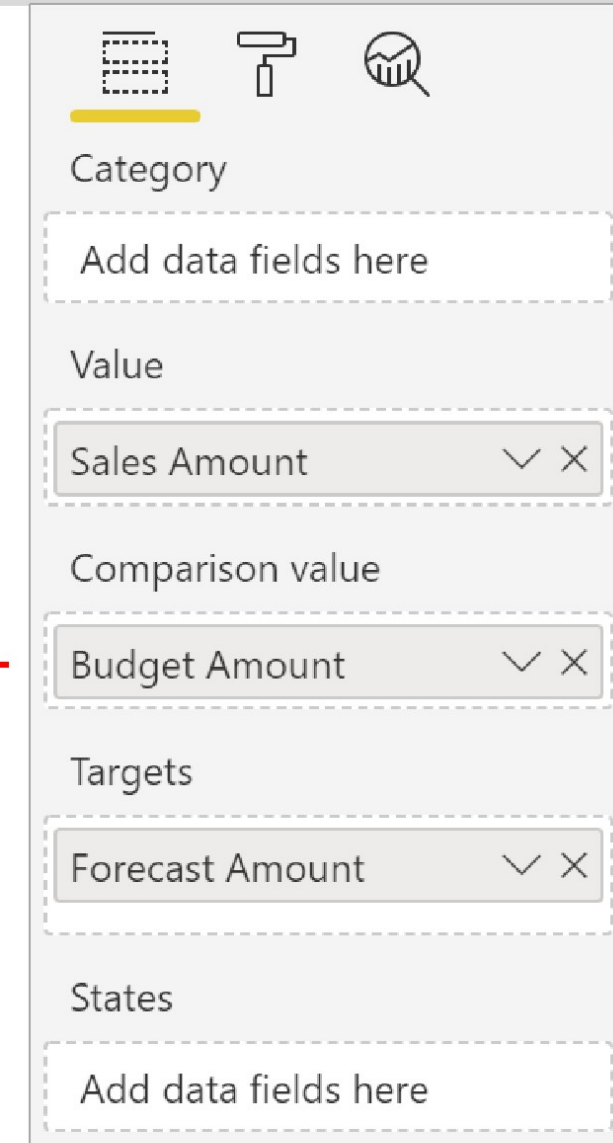 Category
Add data fields here
Value
Sales Amount
Comparison value
Budget Amount
Targets
Forecast Amount
States
Add data fields here